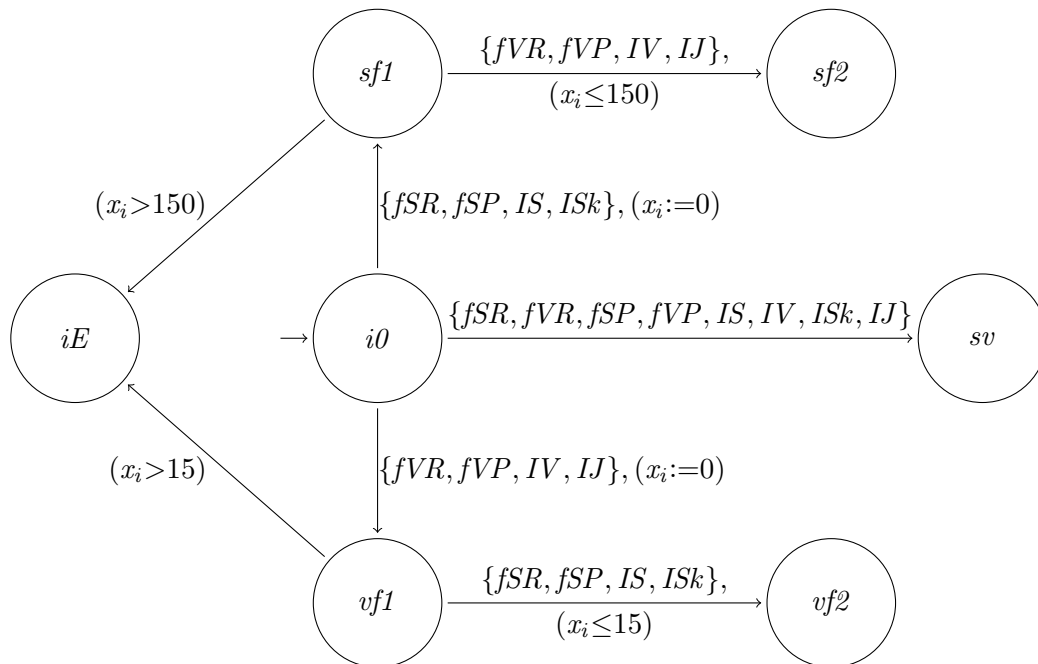 sf1
{fVR, fVP, IV, IJ},
(x_i≤150)
sf2
(x_i>150)
{fSR, fSP, IS, ISk}, (x_i:=0)
iE
i0
{fSR, fVR, fSP, fVP, IS, IV, ISk, IJ}
sv
(x_i>15)
{fVR, fVP, IV, IJ}, (x_i:=0)
vf1
{fSR, fSP, IS, ISk},
(x_i≤15)
vf2